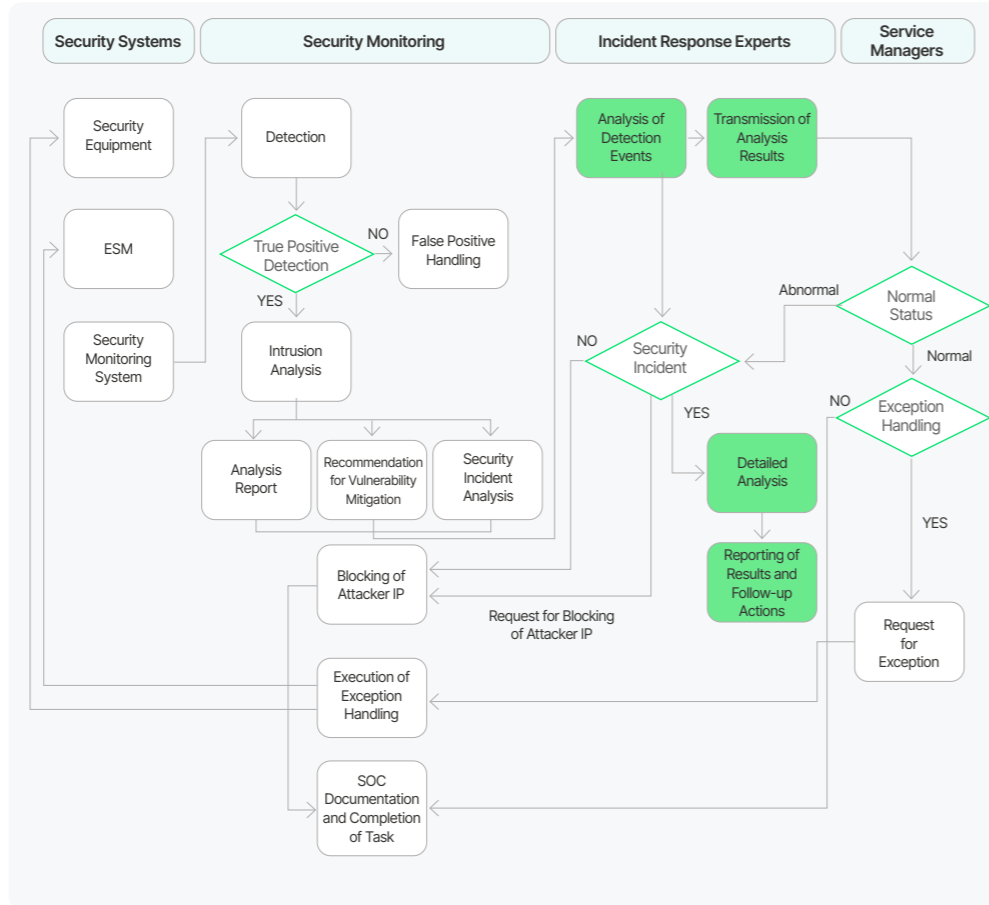 Security Systems
Security Monitoring
Incident Response Experts
Service
Managers
Security
Equipment
Detection
Analysis of
Detection
Events
Transmission of
Analysis
Results
ESM
True Positive
Detection
NO
False Positive
Handling
YES
Abnormal
Normal
Status
Security
Monitoring
System
Intrusion
Analysis
NO
Security
Incident
Normal
YES
NO
Exception
Handling
Analysis
Report
Recommendation
for Vulnerability
Mitigation
Security
Incident
Analysis
Detailed
Analysis
YES
Blocking of
Attacker IP
Reporting of
Results and
Follow-up
Actions
Request for Blocking
of Attacker IP
Request
for
Exception
Execution of
Exception
Handling
SOC
Documentation
and Completion
of Task